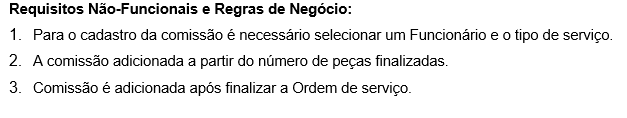 Requisitos Não-Funcionais e Regras de Negócio:
1. Para o cadastro da comissão é necessário selecionar um Funcionário e o tipo de serviço.
2. A comissão adicionada a partir do número de peças finalizadas.
3. Comissão é adicionada após finalizar a Ordem de serviço.